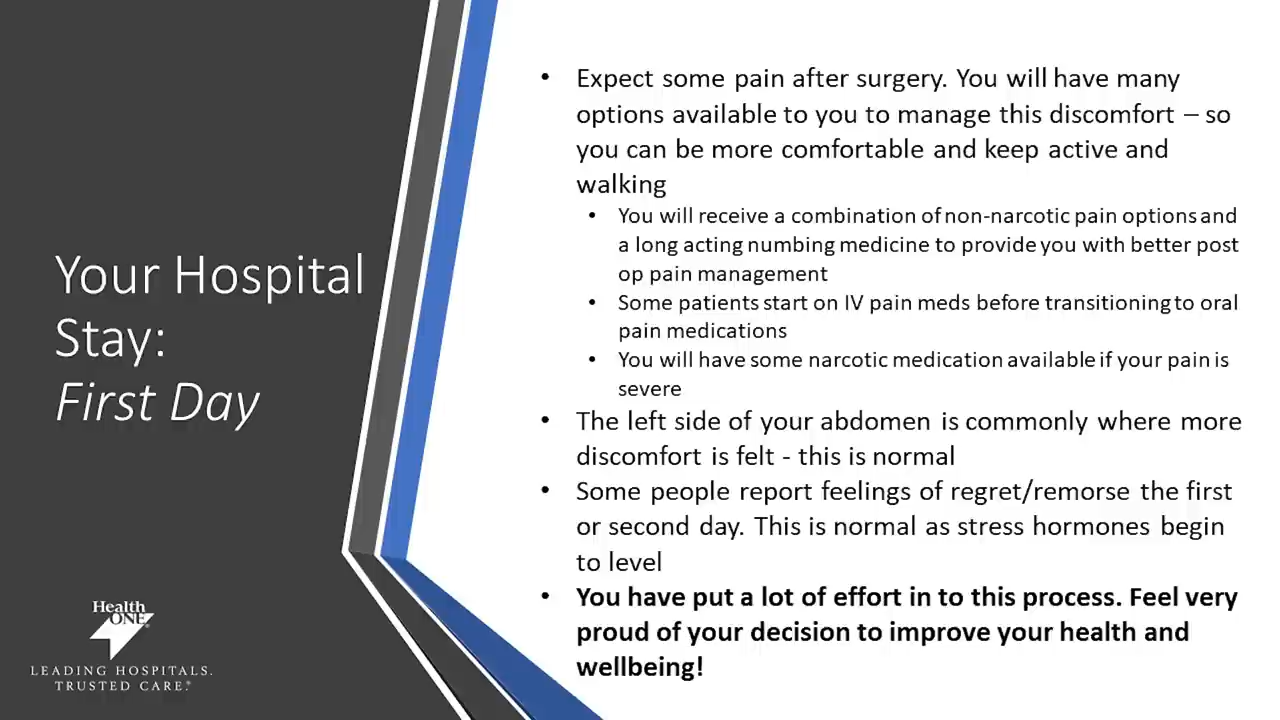 Your Hospital
Stay:
First Day
Health
ONE®
LEADING HOSPITALS.
TRUSTED CARE.®
• Expect some pain after surgery. You will have many
options available to you to manage this discomfort – so
you can be more comfortable and keep active and
walking
• You will receive a combination of non-narcotic pain options and
a long acting numbing medicine to provide you with better post
op pain management
• Some patients start on IV pain meds before transitioning to oral
pain medications
• You will have some narcotic medication available if your pain is
severe
• The left side of your abdomen is commonly where more
discomfort is felt - this is normal
• Some people report feelings of regret/remorse the first
or second day. This is normal as stress hormones begin
to level
• You have put a lot of effort in to this process. Feel very
proud of your decision to improve your health and
wellbeing!